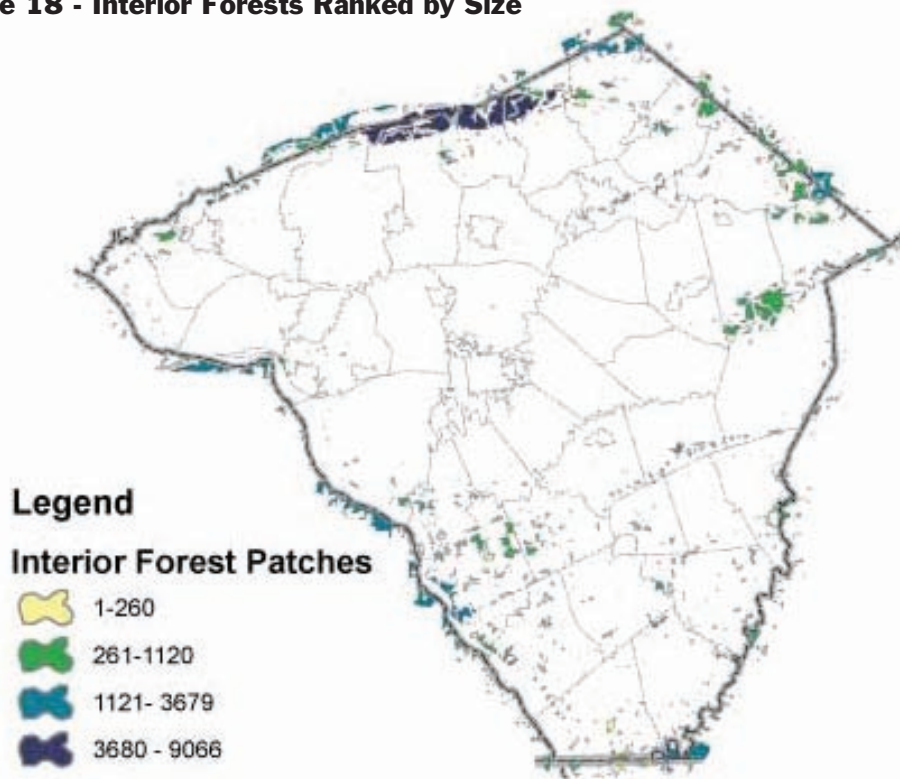 18 - Interior Forests Ranked by Size
Legend
Interior Forest Patches
1-260
261-1120
1121- 3679
3680 - 9066